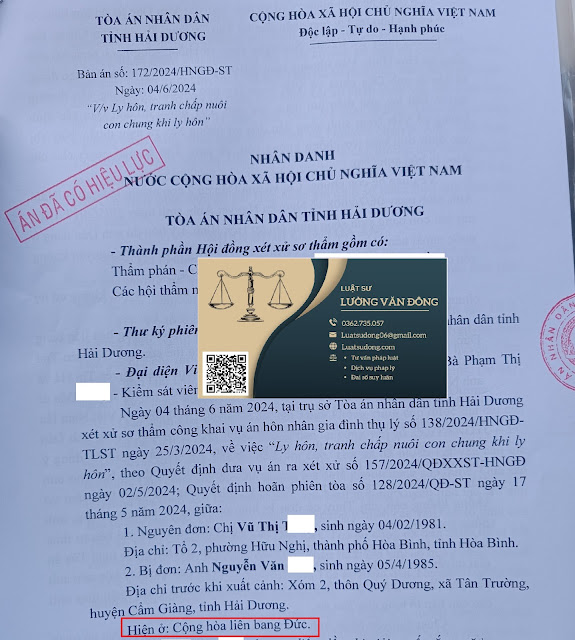 TÒA ÁN NHÂN DÂN
TỈNH HẢI DƯƠNG
CỘNG HÒA XÃ HỘI CHỦ NGHĨA VIỆT NAM
Độc lập - Tự do - Hạnh phúc
Bản án số: 172/2024/HNGĐ-ST
Ngày: 04/6/2024
“V/v Ly hôn, tranh chấp nuôi
con chung khi ly hôn”
ÁN ĐÃ CÓ HIỆU LỰC
NHÂN DANH
NƯỚC CỘNG HÒA XÃ HỘI CHỦ NGHĨA VIỆT NAM
TÒA ÁN NHÂN DÂN TỈNH HẢI DƯƠNG
- Thành phần Hội đồng xét xử sơ thẩm gồm có:
Thẩm phán - C
Các hội thẩm n
LUẬT SƯ
LƯỜNG VĂN ĐÔNG
0362.735.057
Luatsudong06@gmail.com
Luatsudong.com
Tư vấn pháp luật
Dịch vụ pháp lý
Đại số suy luận
- Thư ký phiên hân dân tỉnh
Hải Dương.
- Đại diện Vi Bà Phạm Thị
- Kiểm sát viên
Ngày 04 tháng 6 năm 2024, tại trụ sở Tòa án nhân dân tỉnh Hải Dương
xét xử sơ thẩm công khai vụ án hôn nhân gia đình thụ lý số 138/2024/HNGĐ-
TLST ngày 25/3/2024, về việc “Ly hôn, tranh chấp nuôi con chung khi ly
hôn”, theo Quyết định đưa vụ án ra xét xử số 157/2024/QĐXXST-HNGĐ
ngày 02/5/2024; Quyết định hoãn phiên tòa số 128/2024/QĐ-ST ngày 17
tháng 5 năm 2024, giữa:
1. Nguyên đơn: Chị Vũ Thị T , sinh ngày 04/02/1981.
Địa chỉ: Tổ 2, phường Hữu Nghị, thành phố Hòa Bình, tỉnh Hòa Bình.
2. Bị đơn: Anh Nguyễn Văn , sinh ngày 05/4/1985.
Địa chỉ trước khi xuất cảnh: Xóm 2, thôn Quý Dương, xã Tân Trường,
huyện Cẩm Giàng, tỉnh Hải Dương.
Hiện ở: Cộng hòa liên bang Đức.